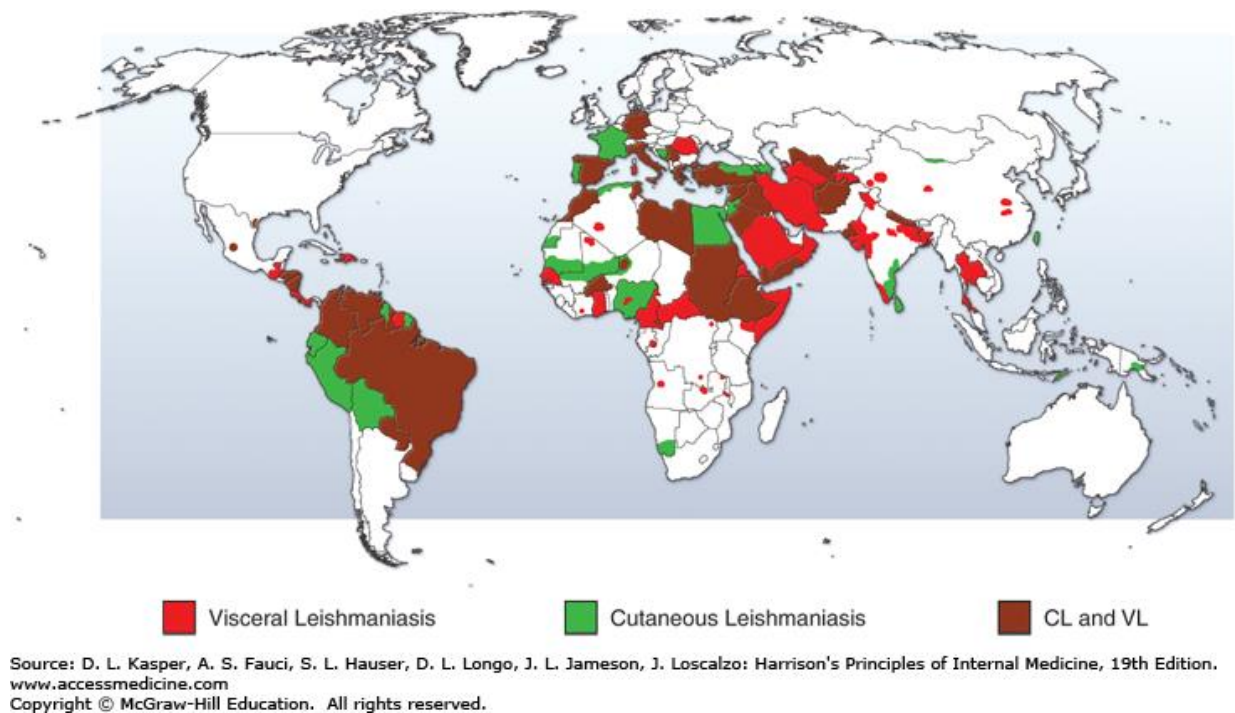 Visceral Leishmaniasis
Cutaneous Leishmaniasis
CL and VL
Source: D. L. Kasper, A. S. Fauci, S. L. Hauser, D. L. Longo, J. L. Jameson, J. Loscalzo: Harrison's Principles of Internal Medicine, 19th Edition.
www.accessmedicine.com
Copyright © McGraw-Hill Education.  All rights reserved.